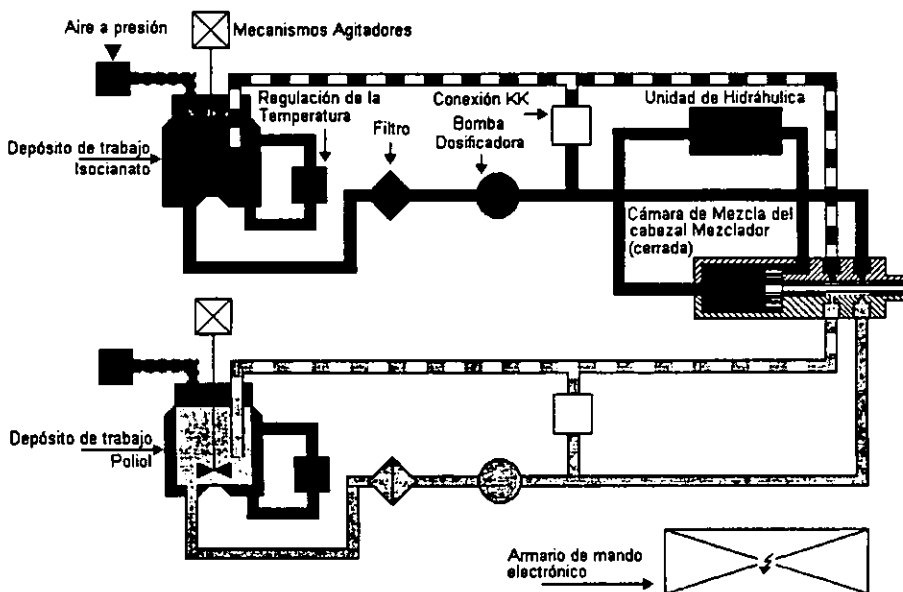 Aire a presión
Mecanismos Agitadores
Regulación de la
Temperatura
Filtro
Conexión KK
Bomba
Dosificadora
Unidad de Hidráhulica
Depósito de trabajo
Isocianato
Cámara de Mezcla del
cabezal Mezclador
(cerrada)
Depósito de trabajo
Poliol
Armario de mando
electrónico